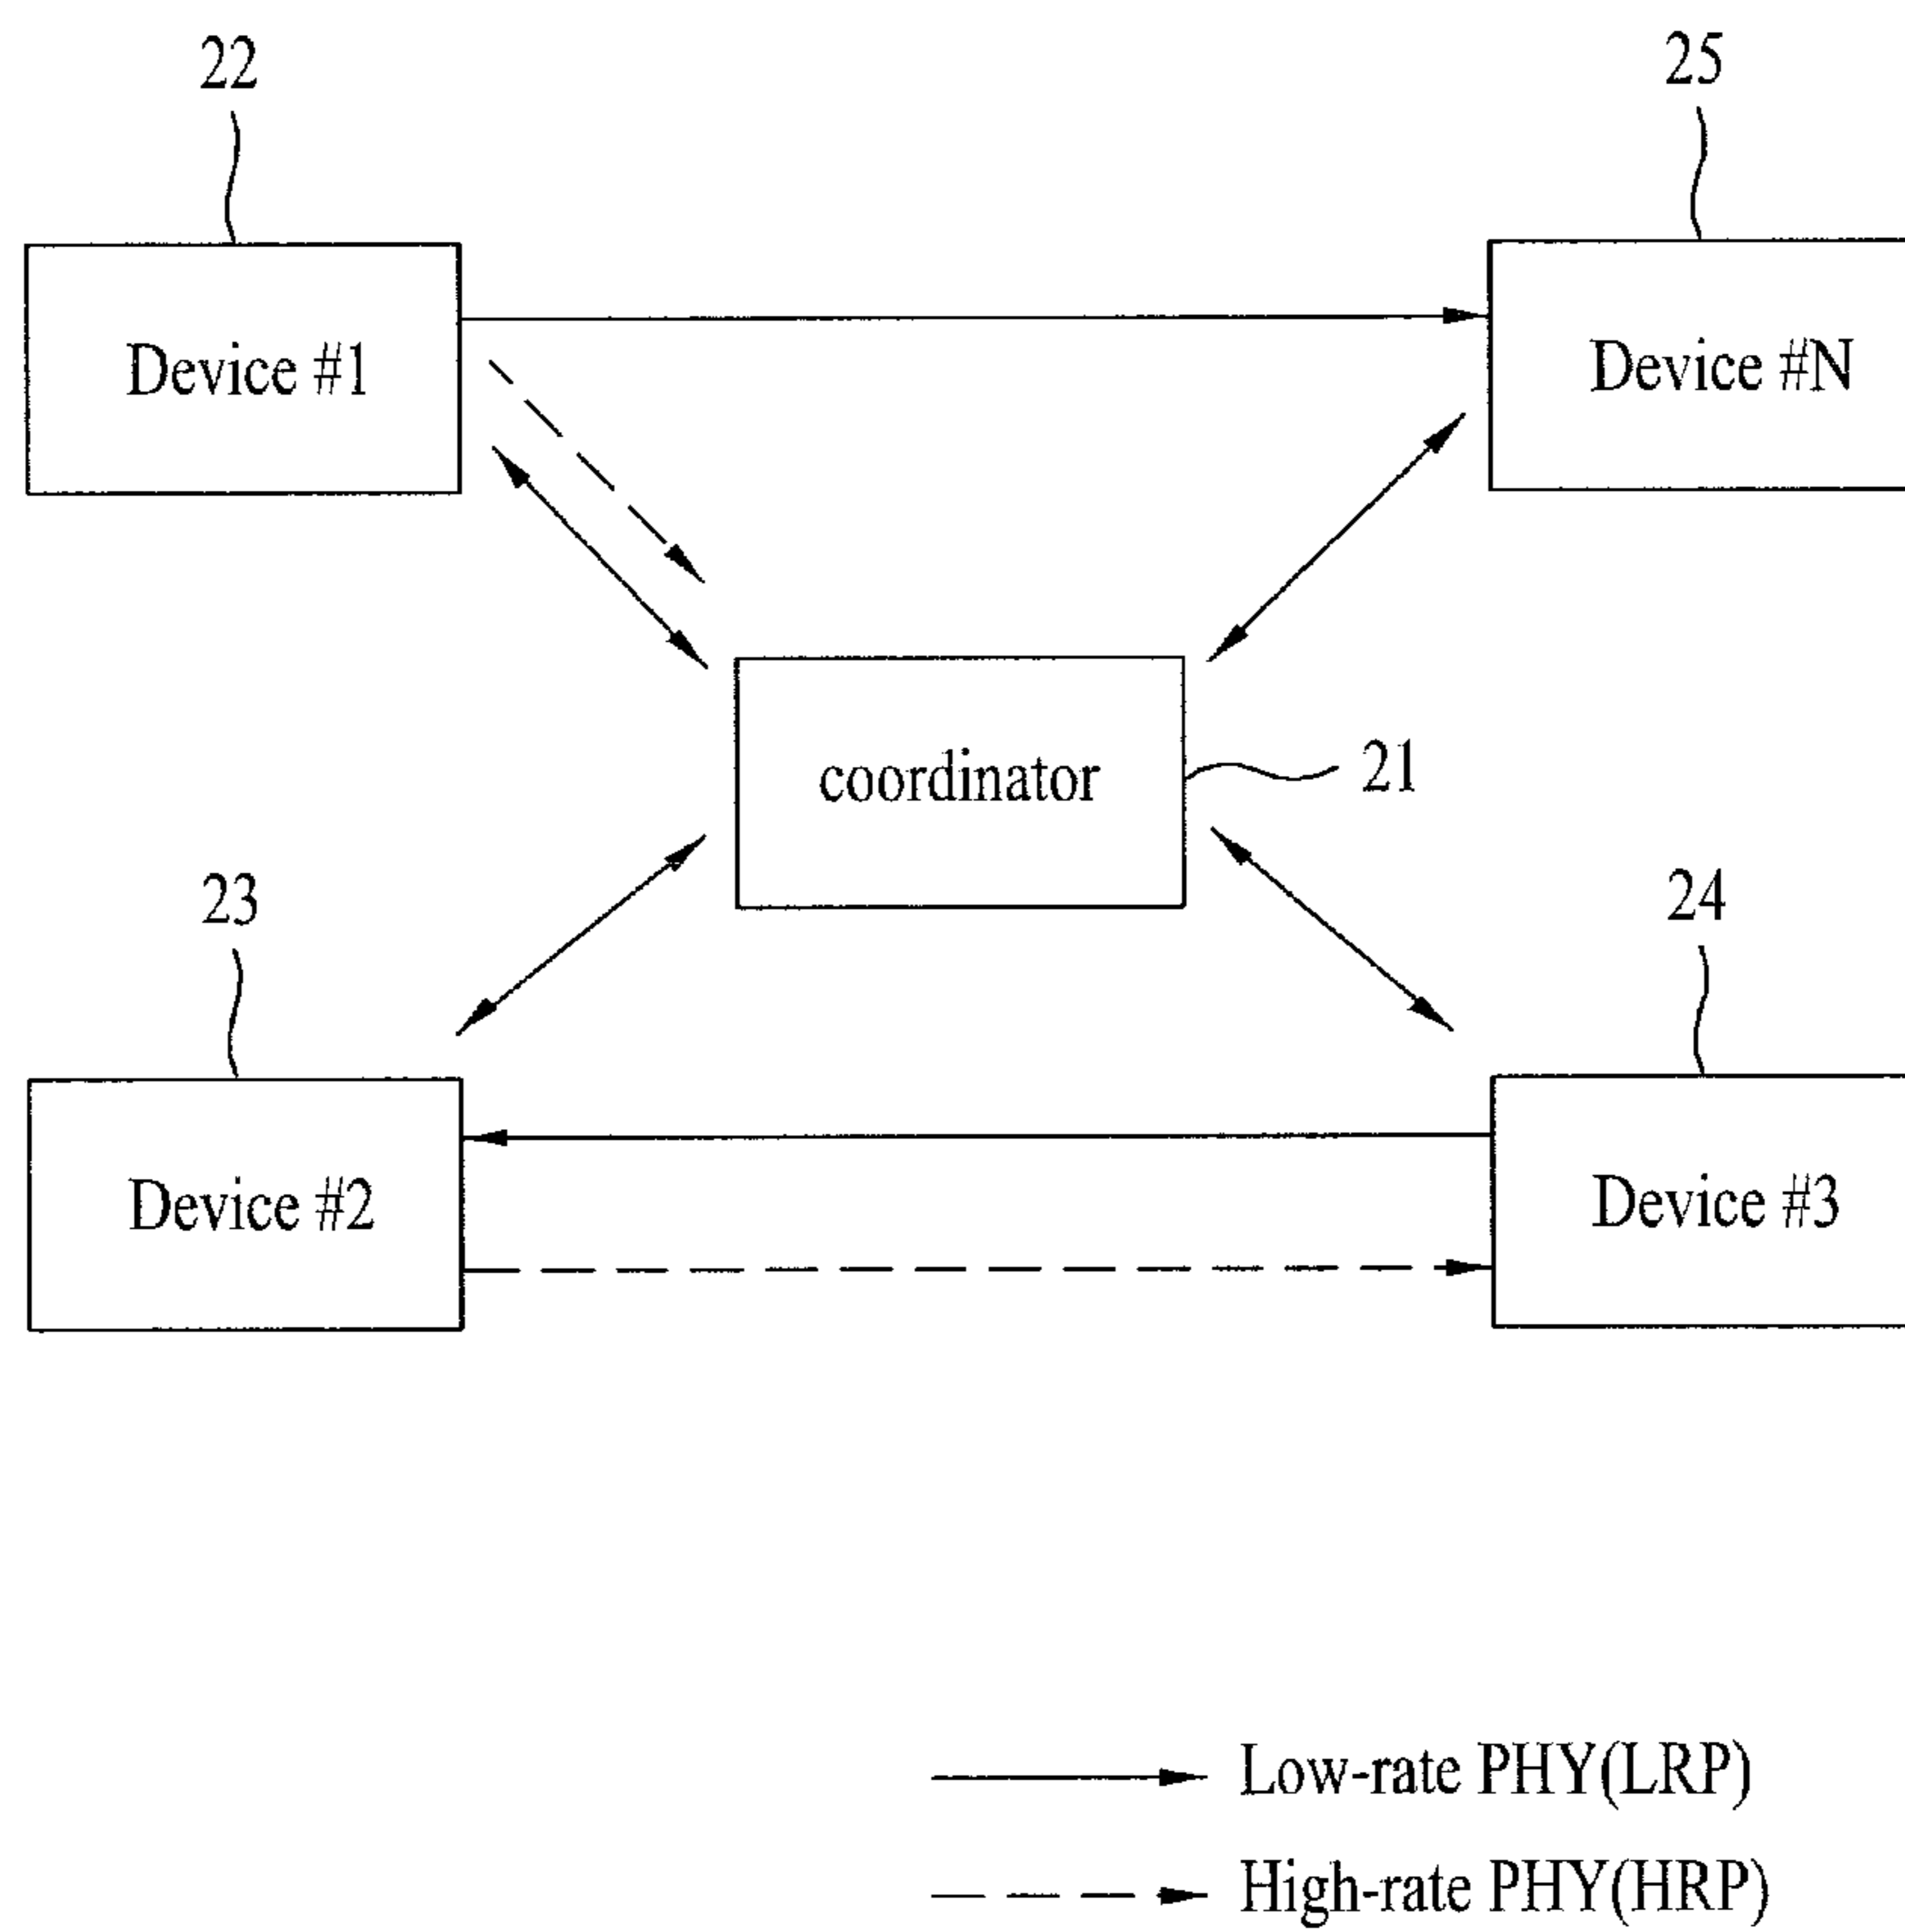 22
25
Device #1
Device #N
coordinator
21
23
24
Device #2
Device #3
Low-rate PHY(LRP)
High-rate PHY(HRP)